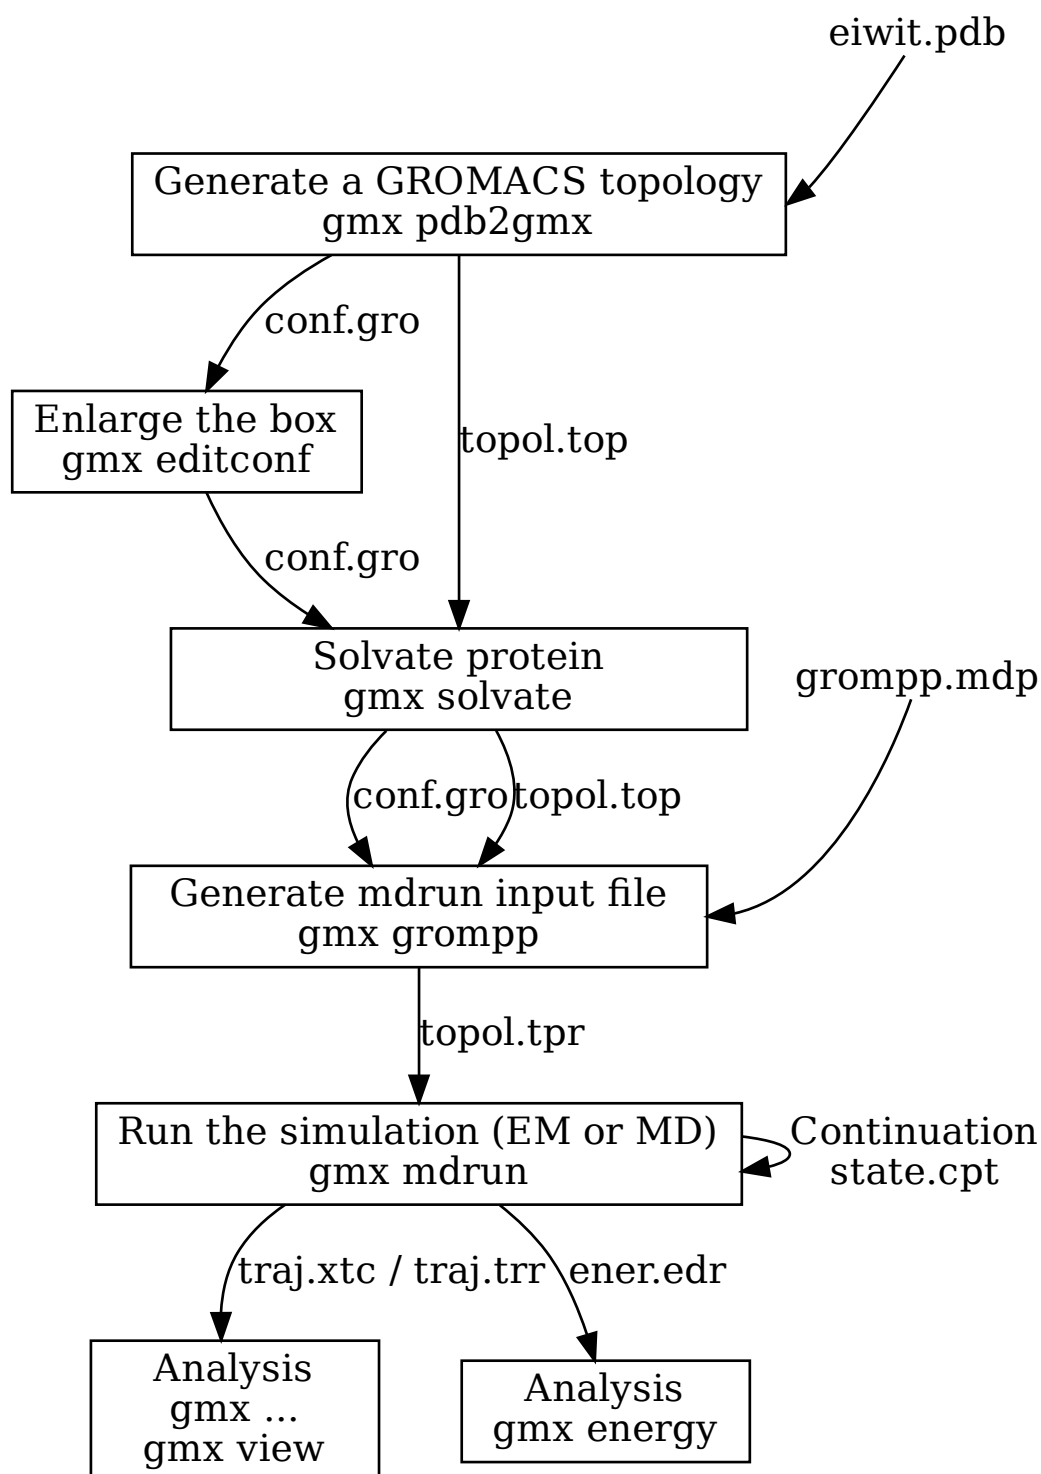 eiwit.pdb
Generate a GROMACS topology
gmx pdb2gmx
conf.gro
Enlarge the box
gmx editconf
topol.top
conf.gro
Solvate protein
gmx solvate
grompp.mdp
conf.gro
topol.top
Generate mdrun input file
gmx grompp
topol.tpr
Run the simulation (EM or MD)
gmx mdrun
Continuation
state.cpt
traj.xtc / traj.trr
ener.edr
Analysis
gmx ...
gmx view
Analysis
gmx energy